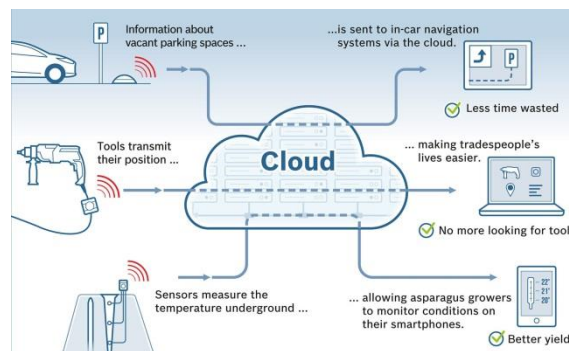 Information about
vacant parking spaces ...
P
...is sent to in-car navigation
systems via the cloud.
P
Less time wasted
Tools transmit
their position ...
Cloud
... making tradespeople's
lives easier.
No more looking for tool
Sensors measure the
temperature underground ...
... allowing asparagus growers
to monitor conditions on
their smartphones.
22°
21°
20°
Better yield